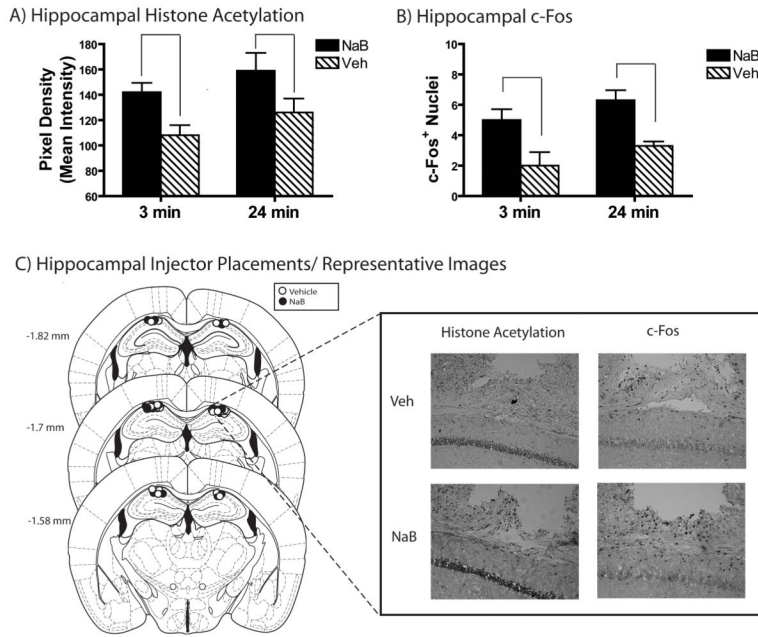 A) Hippocampal Histone Acetylation
Pixel Density
(Mean Intensity)
180
160
140
120
100
80
60
3 min
24 min
NaB
Veh
B) Hippocampal c-Fos
c-Fos+ Nuclei
10
8
6
4
2
0
3 min
24 min
NaB
Veh
C) Hippocampal Injector Placements/ Representative Images
Vehicle
NaB
-1.82 mm
-1.7 mm
-1.58 mm
Histone Acetylation
c-Fos
Veh
NaB